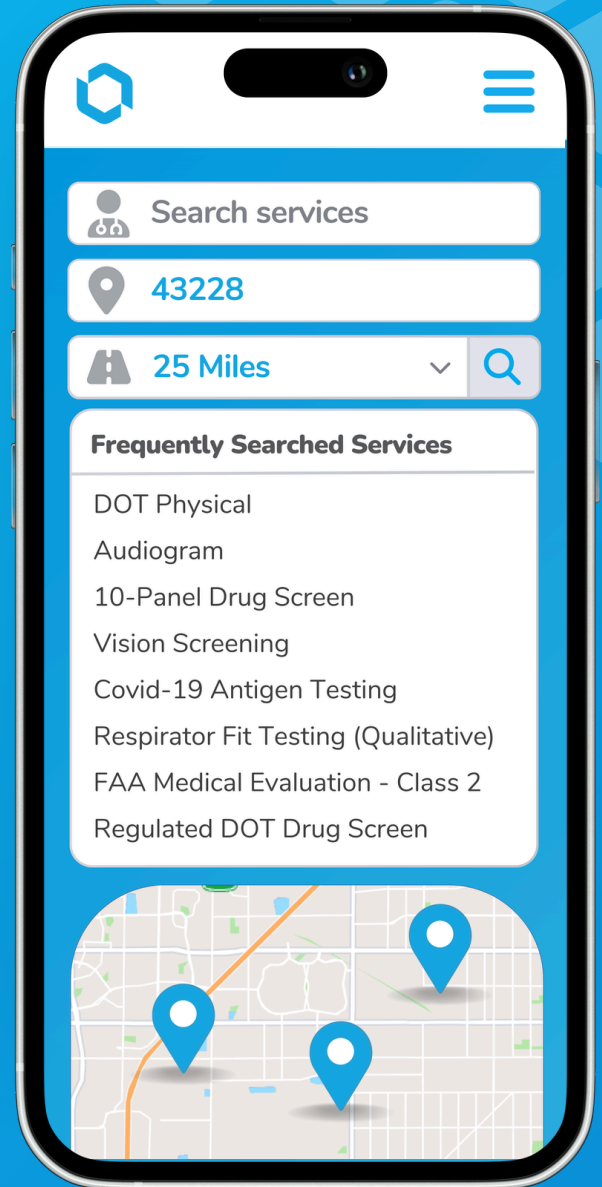 Search services
43228
25 Miles
Frequently Searched Services
DOT Physical
Audiogram
10-Panel Drug Screen
Vision Screening
Covid-19 Antigen Testing
Respirator Fit Testing (Qualitative)
FAA Medical Evaluation - Class 2
Regulated DOT Drug Screen